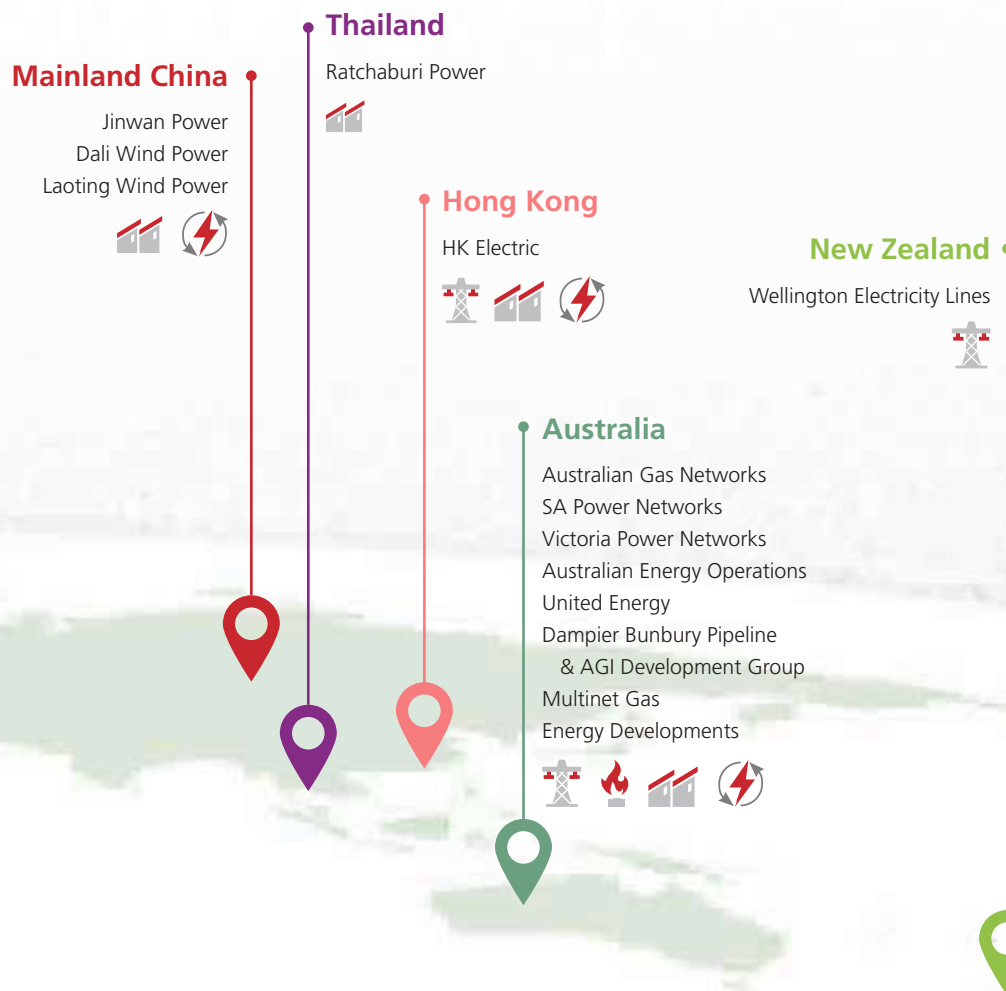 Thailand
Ratchaburi Power
Mainland China
Jinwan Power
Dali Wind Power
Laoting Wind Power
Hong Kong
HK Electric
New Zealand
Wellington Electricity Lines
Australia
Australian Gas Networks
SA Power Networks
Victoria Power Networks
Australian Energy Operations
United Energy
Dampier Bunbury Pipeline
& AGI Development Group
Multinet Gas
Energy Developments